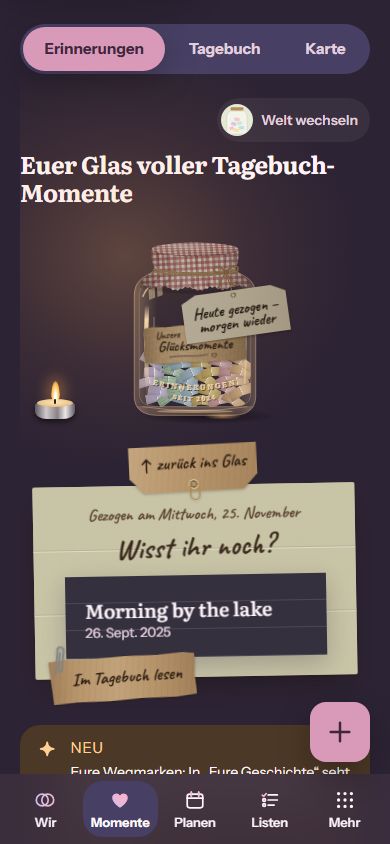 Erinnerungen
Tagebuch
Karte
Welt wechseln
Euer Glas voller Tagebuch-
Momente
Heute gezogen –
morgen wieder
Unsere
Glücksmomente
ERINNERUNGEN
SEIT 2014
↑ zurück ins Glas
Gezogen am Mittwoch, 25. November
Wisst ihr noch?
Morning by the lake
26. Sept. 2025
Im Tagebuch lesen
NEU
Eure Wegmarken: In „Eure Geschichte“ seht
Wir
Momente
Planen
Listen
Mehr